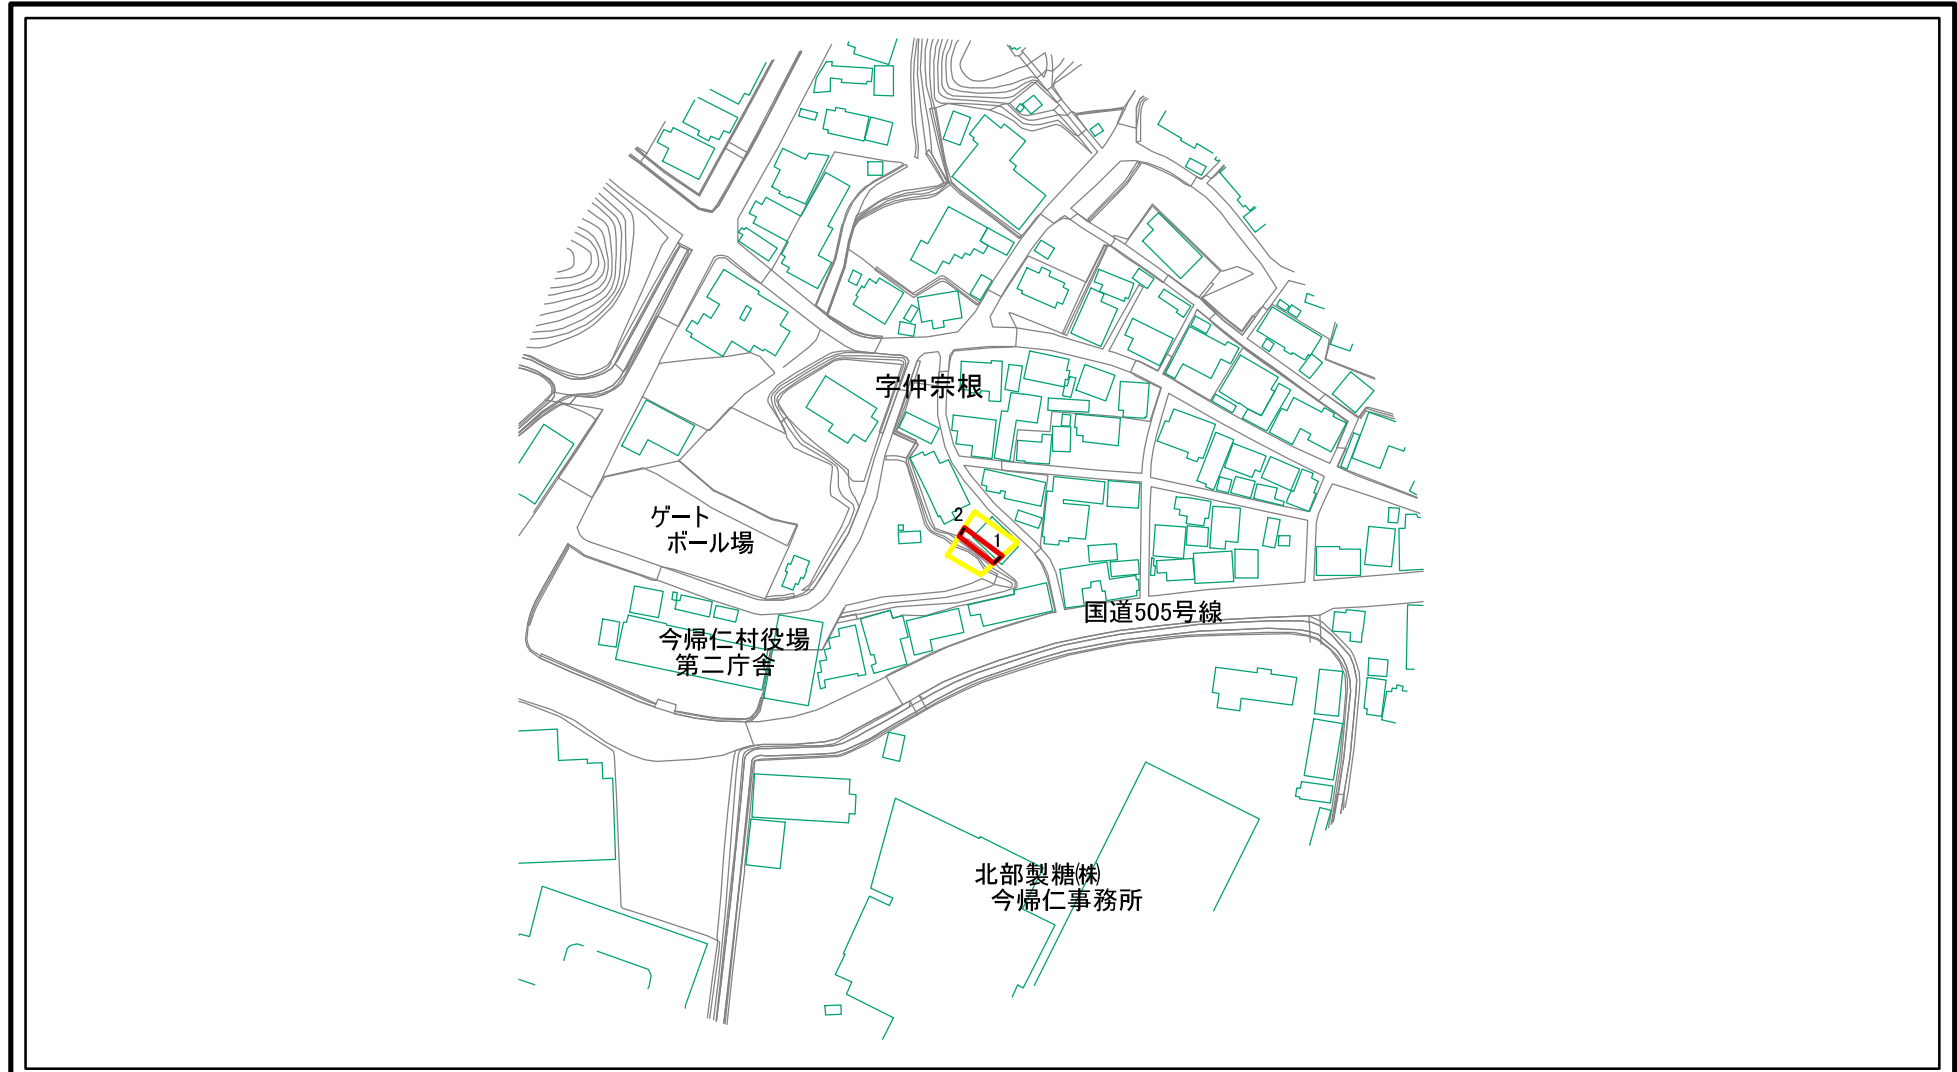 字仲宗根
ゲート
ボール場
2
1
国道505号線
今帰仁村役場
第二庁舎
北部製糖㈱
今帰仁事務所